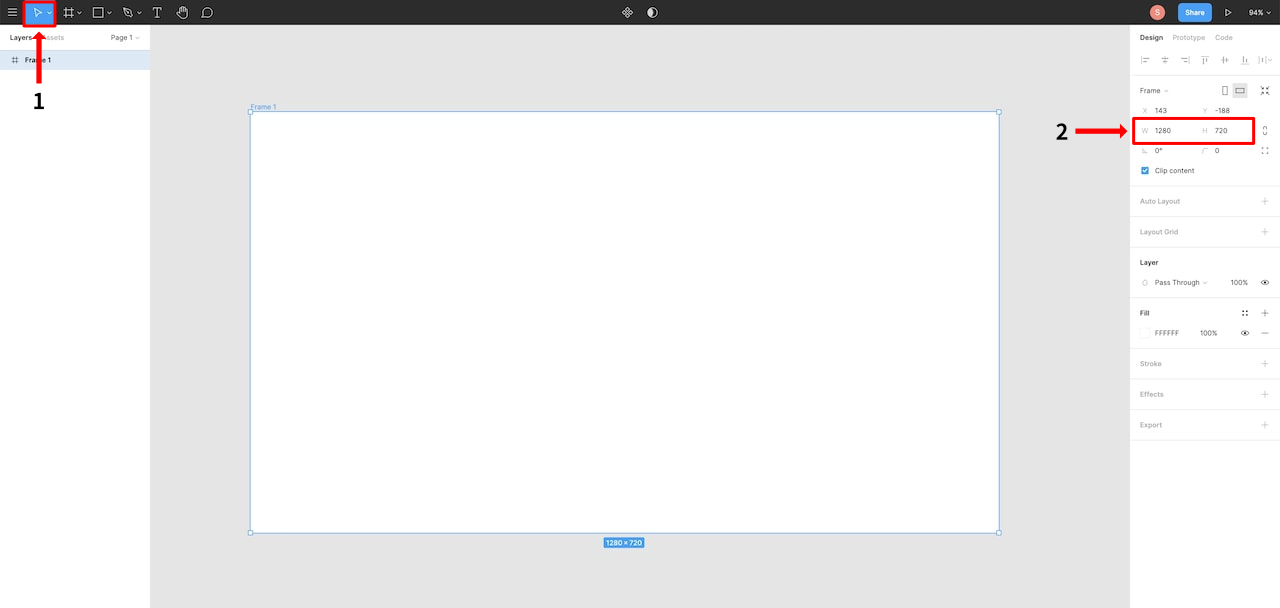 S
Share
94%
Layers
Assets
Page 1
Frame 1
1
Frame 1
1280 × 720
2
Design
Prototype
Code
Frame
X 143
Y -188
W 1280
H 720
0°
0
Clip content
Auto Layout
Layout Grid
Layer
Pass Through
100%
Fill
FFFFFF
100%
Stroke
Effects
Export